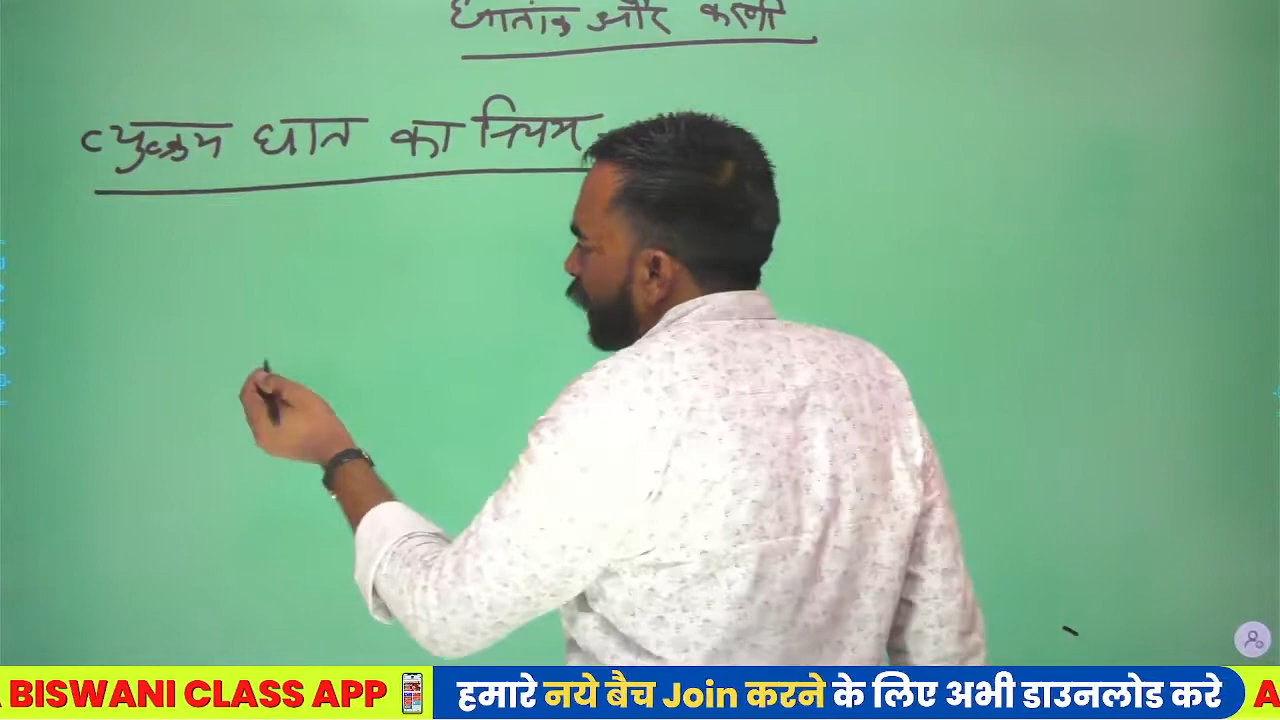 घातांक और करणी
व्युत्क्रम घात का नियम
BISWANI CLASS APP हमारे नये बैच Join करने के लिए अभी डाउनलोड करे A